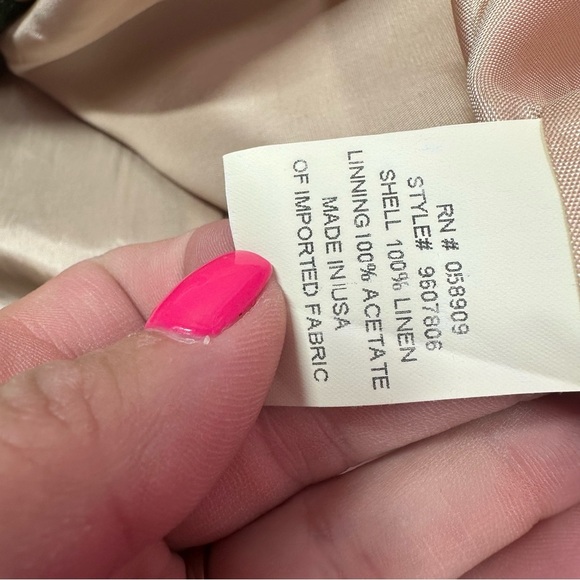 RN # 058909
STYLE# 9607806
SHELL 100% LINEN
LINNING 100% ACETATE
MADE IN USA
OF IMPORTED FABRIC